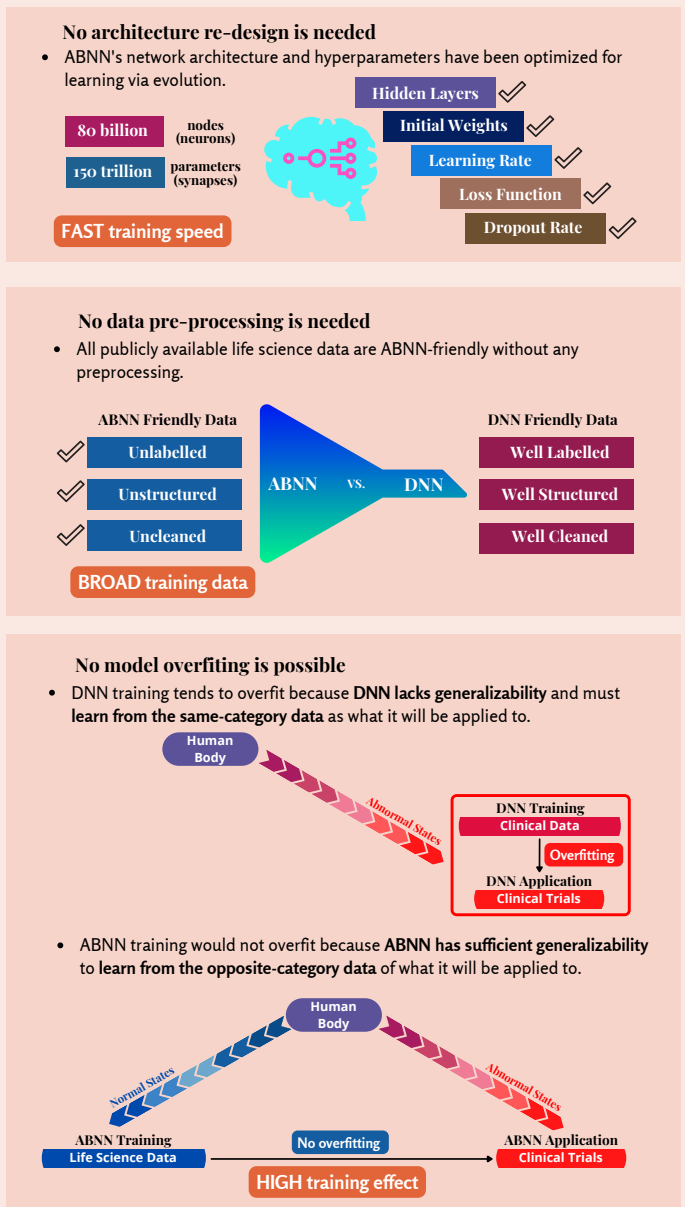 No architecture re-design is needed
• ABNN's network architecture and hyperparameters have been optimized for
learning via evolution.
80 billion
nodes
(neurons)
150 trillion
parameters
(synapses)
FAST training speed
Hidden Layers
Initial Weights
Learning Rate
Loss Function
Dropout Rate
No data pre-processing is needed
• All publicly available life science data are ABNN-friendly without any
preprocessing.
ABNN Friendly Data
Unlabelled
Unstructured
Uncleaned
BROAD training data
ABNN vs. DNN
DNN Friendly Data
Well Labelled
Well Structured
Well Cleaned
No model overfiting is possible
• DNN training tends to overfit because DNN lacks generalizability and must
learn from the same-category data as what it will be applied to.
Human
Body
Abnormal States
DNN Training
Clinical Data
Overfitting
DNN Application
Clinical Trials
• ABNN training would not overfit because ABNN has sufficient generalizability
to learn from the opposite-category data of what it will be applied to.
Human
Body
Normal States
Abnormal States
ABNN Training
Life Science Data
No overfitting
ABNN Application
Clinical Trials
HIGH training effect